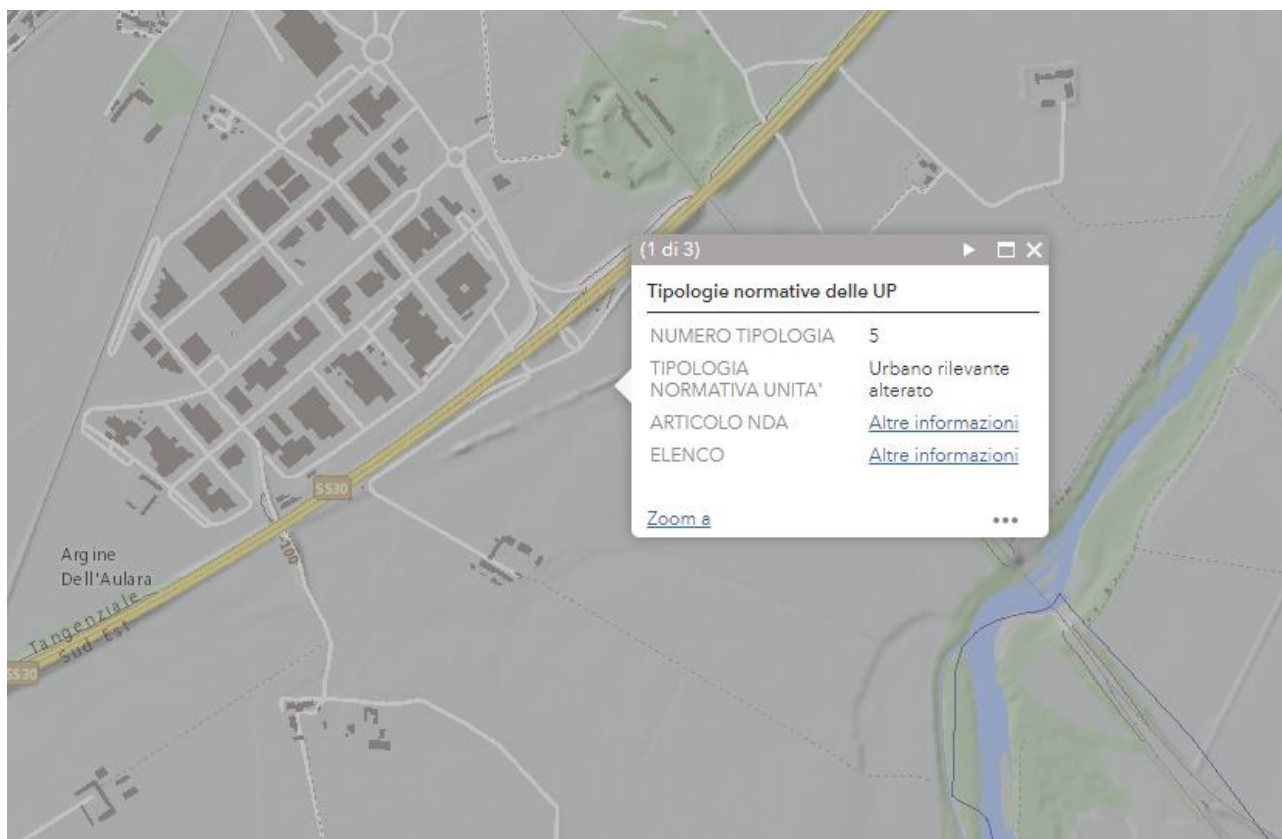 (1 di 3)
Tipologie normative delle UP
NUMERO TIPOLOGIA 5
TIPOLOGIA NORMATIVA UNITA' Urbano rilevante
alterato
ARTICOLO NDA Altre informazioni
ELENCO Altre informazioni
Zoom a
SS30
100
Argine
Dell'Aulara
Tangenziale
Sud-Est
SS30